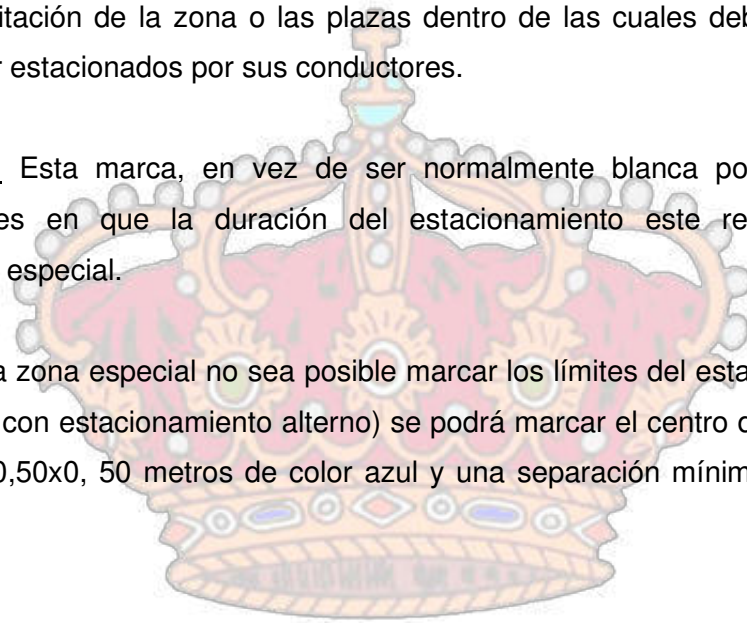 itación de la zona o las plazas dentro de las cuales deb
r estacionados por sus conductores.
Esta marca, en vez de ser normalmente blanca po
es en que la duración del estacionamiento este re
especial.
a zona especial no sea posible marcar los límites del esta
con estacionamiento alterno) se podrá marcar el centro d
0,50x0, 50 metros de color azul y una separación mínim